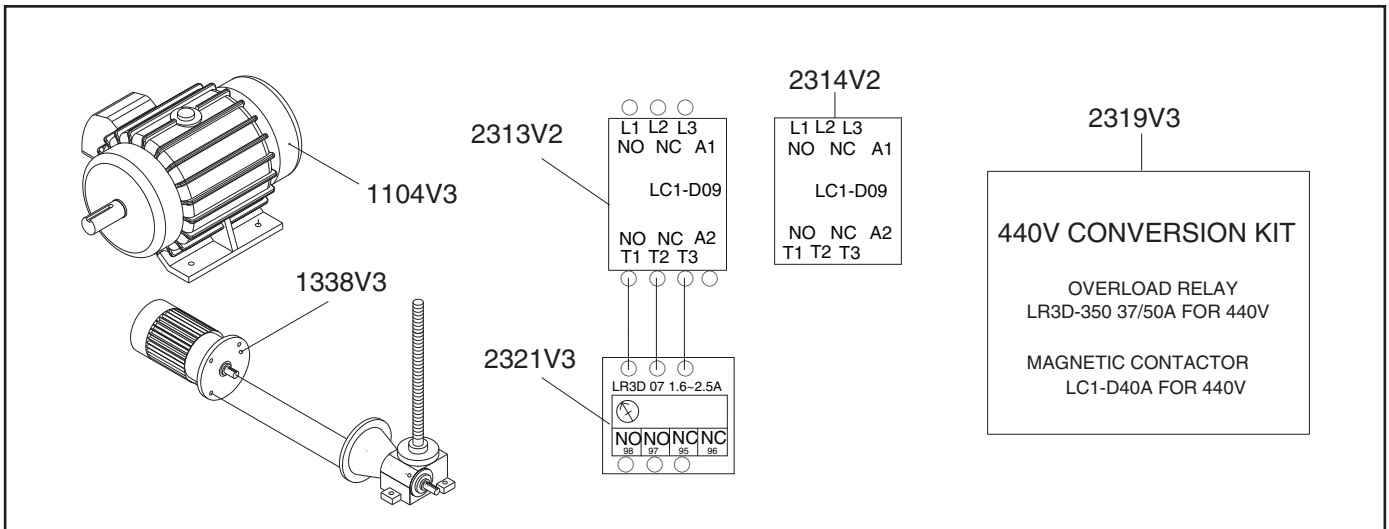 1104V3
1338V3
2313V2
L1 L2 L3
NO NC A1
LC1-D09
NO NC A2
T1 T2 T3
2321V3
LR3D 07 1.6~2.5A
NO NO NC NC
98 97 95 96
2314V2
L1 L2 L3
NO NC A1
LC1-D09
NO NC A2
T1 T2 T3
2319V3
440V CONVERSION KIT
OVERLOAD RELAY
LR3D-350 37/50A FOR 440V
MAGNETIC CONTACTOR
LC1-D40A FOR 440V